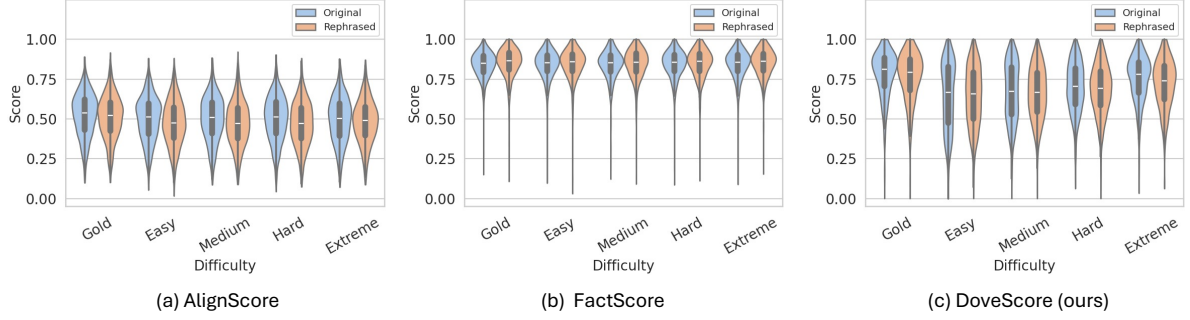 Original
Rephrased
1.00
0.75
0.50
0.25
0.00
Score
Gold
Easy
Medium
Hard
Extreme
Difficulty
(a) AlignScore
Original
Rephrased
1.00
0.75
0.50
0.25
0.00
Score
Gold
Easy
Medium
Hard
Extreme
Difficulty
(b) FactScore
Original
Rephrased
1.00
0.75
0.50
0.25
0.00
Score
Gold
Easy
Medium
Hard
Extreme
Difficulty
(c) DoveScore (ours)